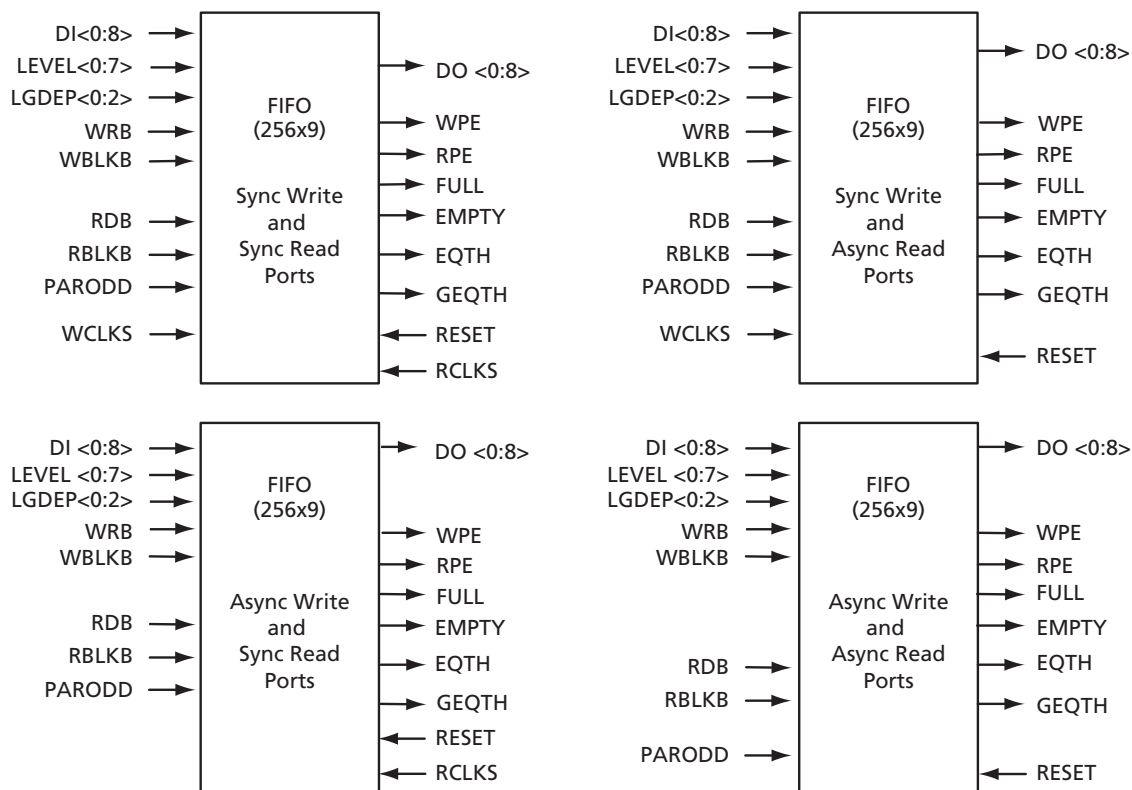 DI<0:8>
LEVEL<0:7>
LGDEP<0:2>
WRB
WBLKB
RDB
RBLKB
PARODD
WCLKS
FIFO
(256x9)
Sync Write
and
Sync Read
Ports
DO <0:8>
WPE
RPE
FULL
EMPTY
EQTH
GEQTH
RESET
RCLKS
DI<0:8>
LEVEL<0:7>
LGDEP<0:2>
WRB
WBLKB
RDB
RBLKB
PARODD
WCLKS
FIFO
(256x9)
Sync Write
and
Async Read
Ports
DO <0:8>
WPE
RPE
FULL
EMPTY
EQTH
GEQTH
RESET
DI <0:8>
LEVEL <0:7>
LGDEP<0:2>
WRB
WBLKB
RDB
RBLKB
PARODD
FIFO
(256x9)
Async Write
and
Sync Read
Ports
DO <0:8>
WPE
RPE
FULL
EMPTY
EQTH
GEQTH
RESET
RCLKS
DI <0:8>
LEVEL <0:7>
LGDEP<0:2>
WRB
WBLKB
RDB
RBLKB
PARODD
FIFO
(256x9)
Async Write
and
Async Read
Ports
DO <0:8>
WPE
RPE
FULL
EMPTY
EQTH
GEQTH
RESET